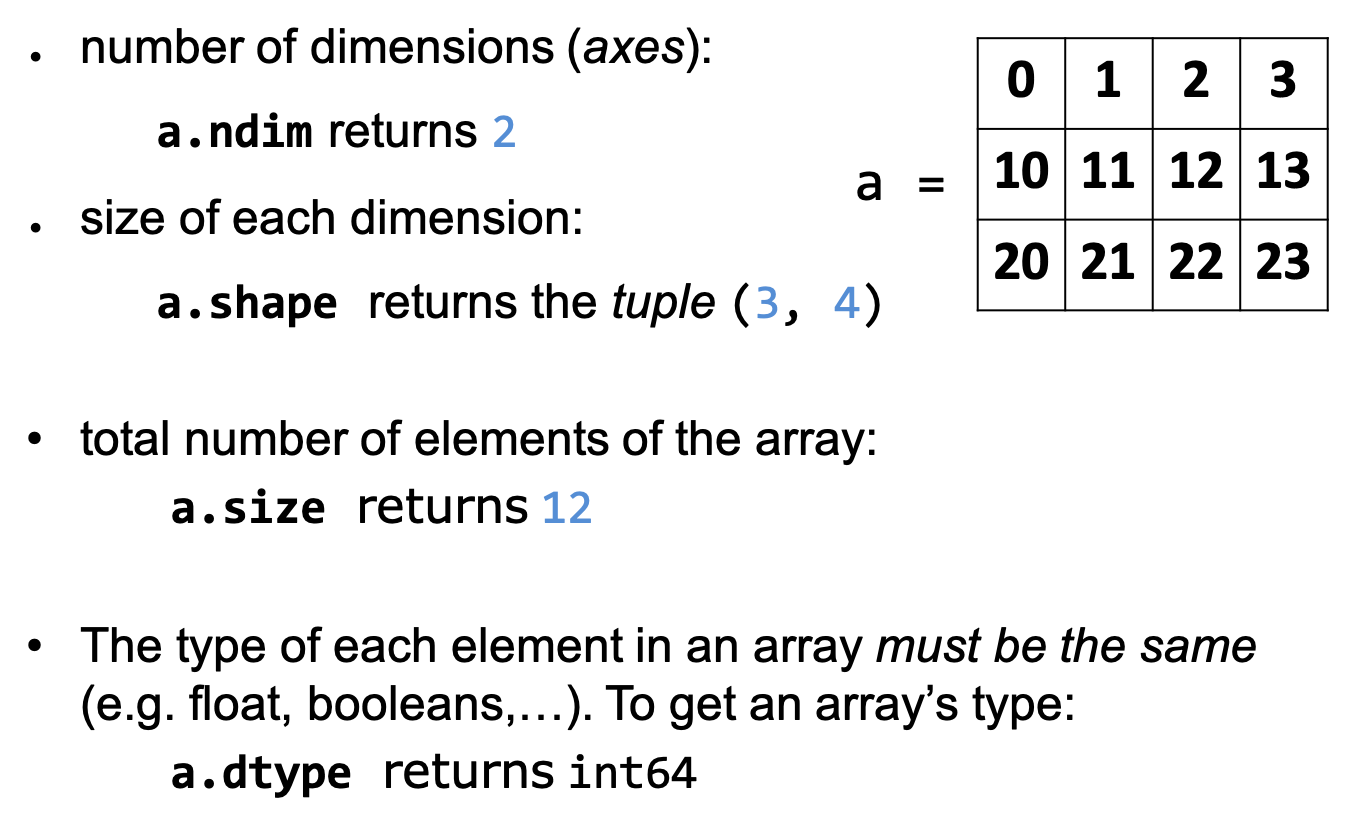 • number of dimensions (axes):
a.ndim returns 2
• size of each dimension:
a.shape returns the tuple (3, 4)
a =
0 1 2 3
10 11 12 13
20 21 22 23
• total number of elements of the array:
a.size returns 12
• The type of each element in an array must be the same
(e.g. float, booleans,…). To get an array’s type:
a.dtype returns int64